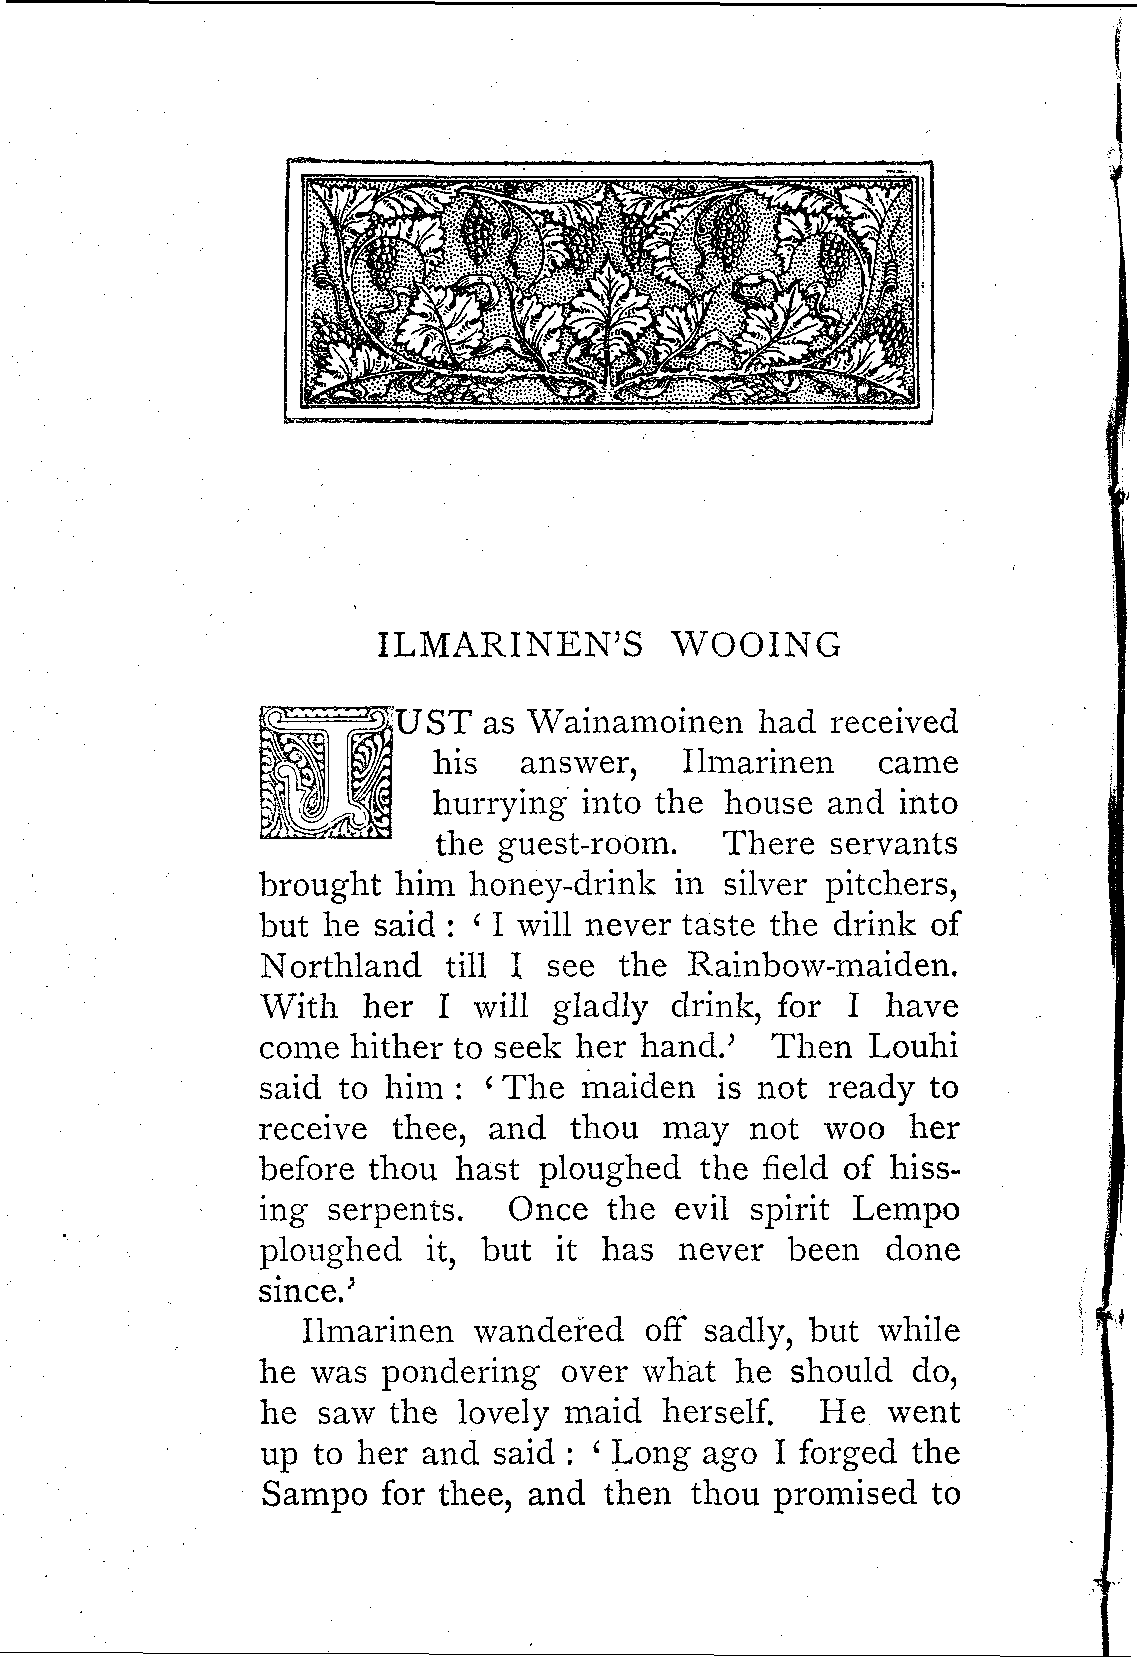 ILMARINEN'S WOOING
JUST as Wainamoinen had received
his answer, Ilmarinen came
hurrying into the house and into
the guest-room. There servants
brought him honey-drink in silver pitchers,
but he said : ‘ I will never taste the drink of
Northland till I see the Rainbow-maiden.
With her I will gladly drink, for I have
come hither to seek her hand.’ Then Louhi
said to him : ‘ The maiden is not ready to
receive thee, and thou may not woo her
before thou hast ploughed the field of hiss-
ing serpents. Once the evil spirit Lempo
ploughed it, but it has never been done
since.’
Ilmarinen wandered off sadly, but while
he was pondering over what he should do,
he saw the lovely maid herself. He went
up to her and said : ‘ Long ago I forged the
Sampo for thee, and then thou promised to